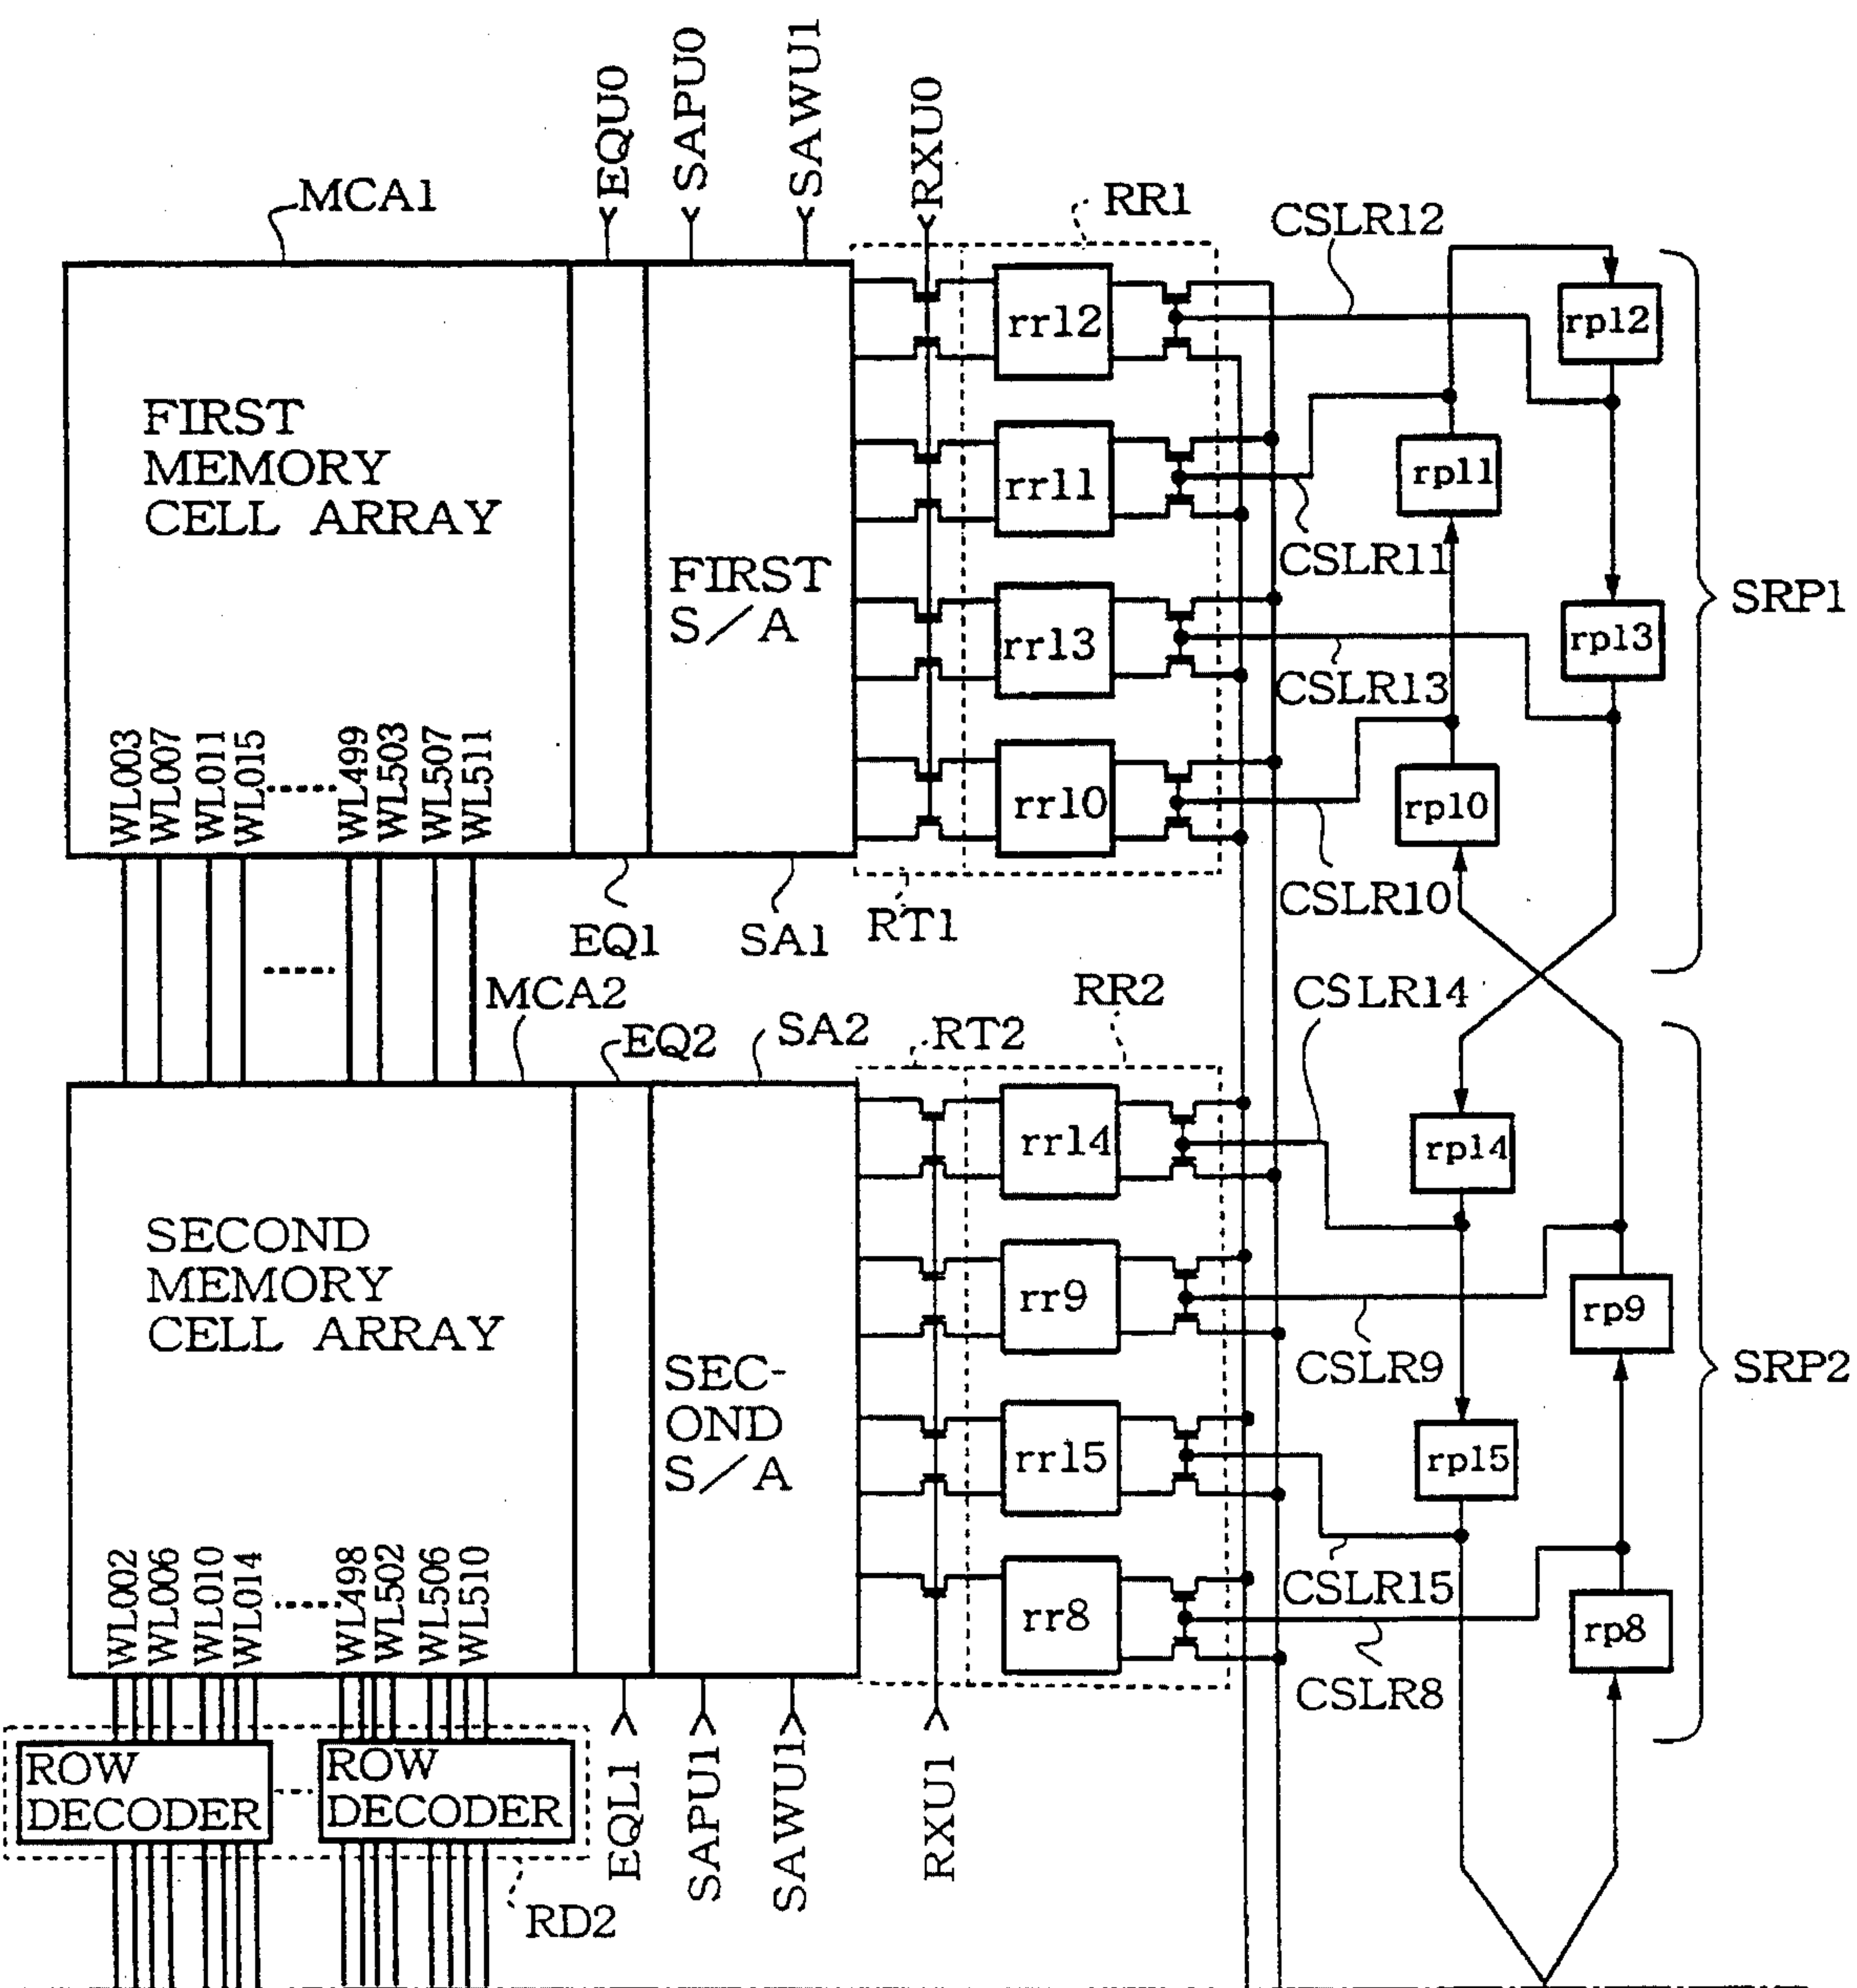 EQU0
SAPU0
SAWU1
RXU0
MCA1
RR1
CSLR12
rr12
rp12
FIRST
MEMORY
CELL ARRAY
rr11
rp11
CSLR11
FIRST
S/A
SRP1
rr13
rp13
CSLR13
WL003
WL007
WL011
WL015
WL499
WL503
WL507
WL511
rr10
rp10
CSLR10
EQ1
SA1
RT1
MCA2
EQ2
SA2
RT2
RR2
CSLR14
rr14
rp14
SECOND
MEMORY
CELL ARRAY
rr9
rp9
CSLR9
SEC-
OND
S/A
SRP2
rr15
rp15
CSLR15
WL002
WL006
WL010
WL014
WL498
WL502
WL506
WL510
rr8
rp8
CSLR8
ROW
DECODER
ROW
DECODER
EQL1
SAPU1
SAWU1
RXU1
RD2